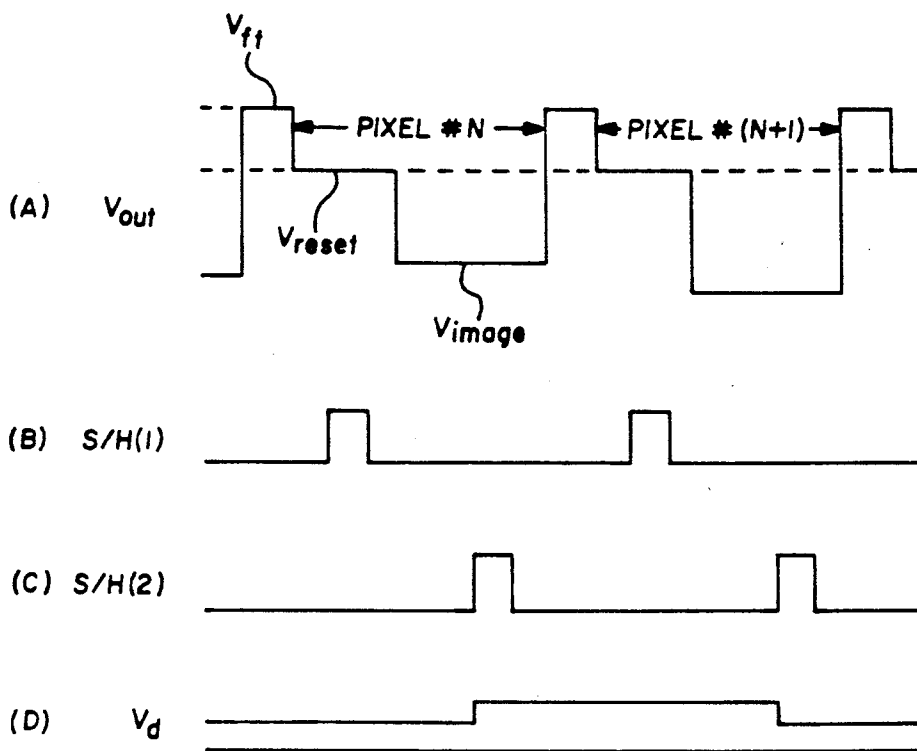 Vft
PIXEL #N
PIXEL # (N+1)
(A) Vout
Vreset
Vimage
(B) S/H(1)
(C) S/H(2)
(D) Vd